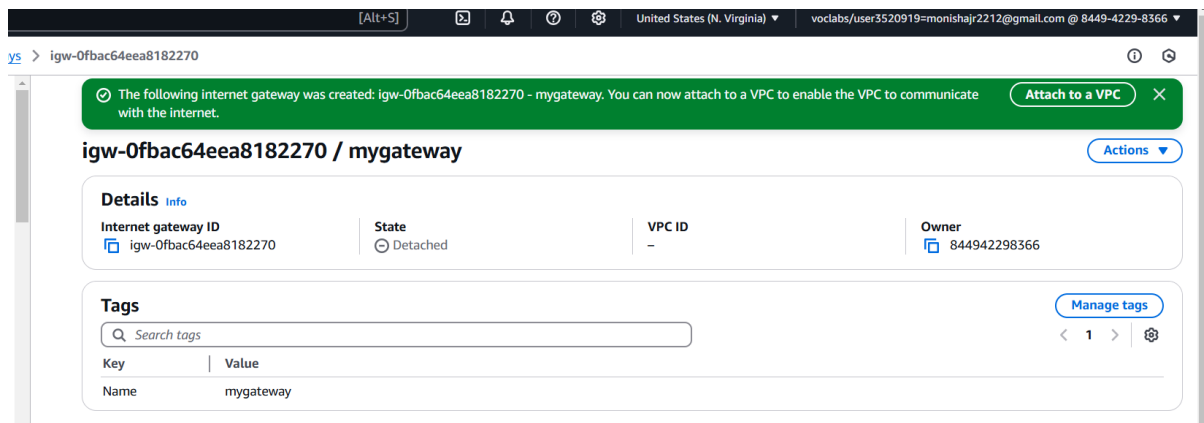 [Alt+S] United States (N. Virginia) ▼ voclabs/user3520919=monishajr2212@gmail.com @ 8449-4229-8366 ▼
ys > igw-0fbac64eea8182270
The following internet gateway was created: igw-0fbac64eea8182270 - mygateway. You can now attach to a VPC to enable the VPC to communicate Attach to a VPC
with the internet.
igw-0fbac64eea8182270 / mygateway Actions ▼
Details Info
Internet gateway ID State VPC ID Owner
igw-0fbac64eea8182270 Detached – 844942298366
Tags Manage tags
Search tags < 1 >
Key Value
Name mygateway